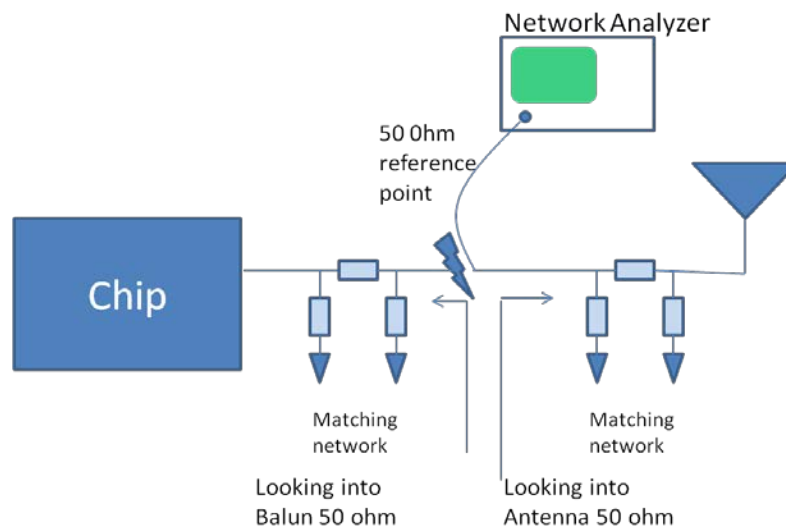 Network Analyzer
50 0hm
reference
point
Chip
Matching
network
Matching
network
Looking into
Balun 50 ohm
Looking into
Antenna 50 ohm